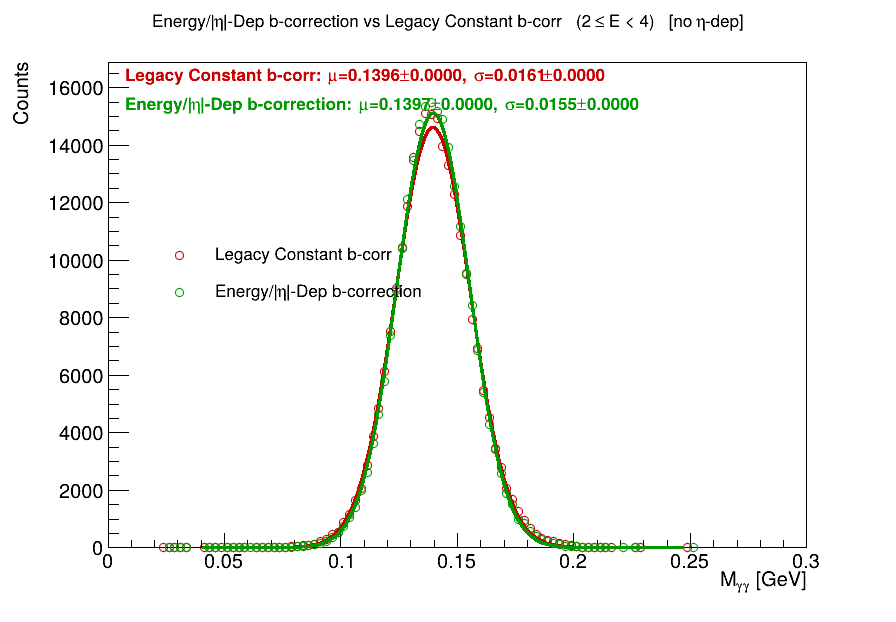 Energy/|η|-Dep b-correction vs Legacy Constant b-corr (2 ≤ E < 4) [no η-dep]
Counts
Legacy Constant b-corr: μ=0.1396±0.0000, σ=0.0161±0.0000
Energy/|η|-Dep b-correction: μ=0.1397±0.0000, σ=0.0155±0.0000
16000
14000
12000
10000
8000
6000
4000
2000
0
Legacy Constant b-corr
Energy/|η|-Dep b-correction
0 0.05 0.1 0.15 0.2 0.25 0.3
Mγγ [GeV]